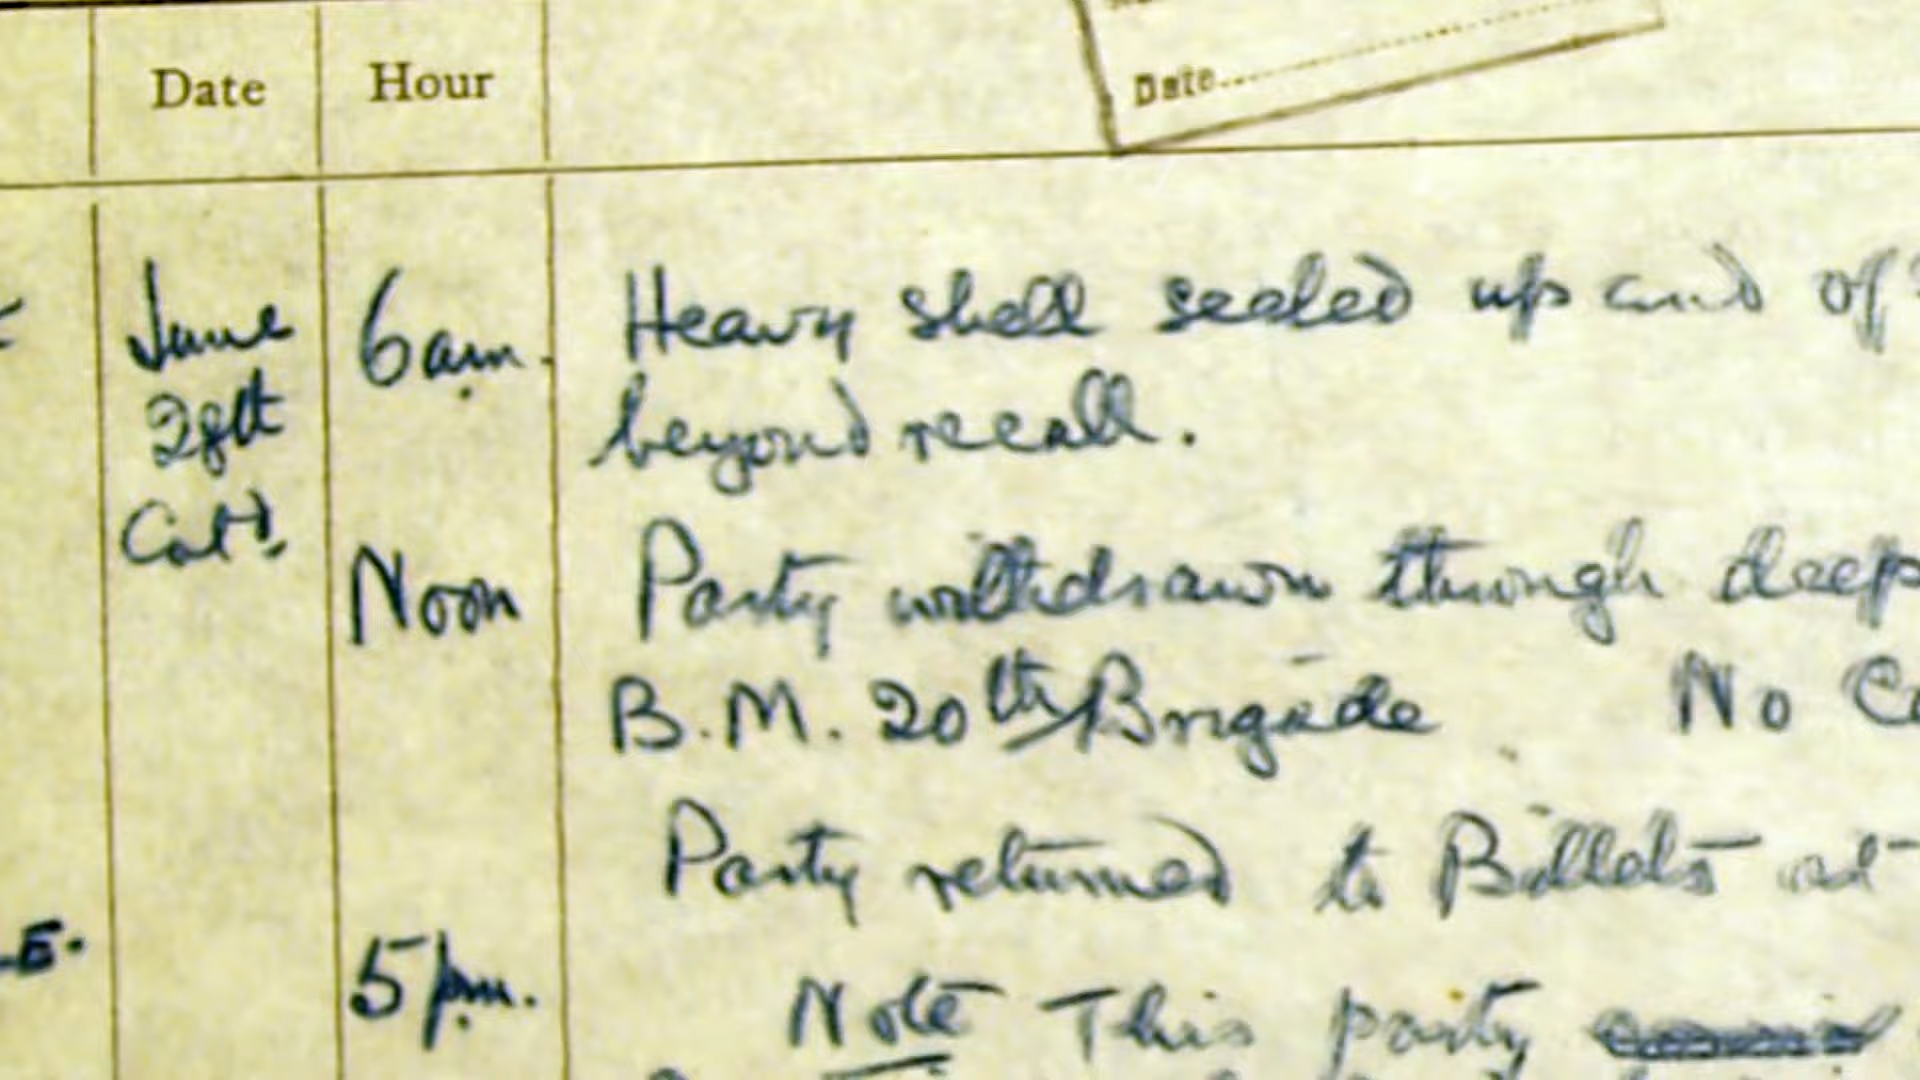 Date Hour
Date
June 6am. Heavy shell sealed up end of
28th beyond recall.
Cont'd.
Noon Party withdrawn through deep
B.M. 20th Brigade No
Party returned to Billets at
E. 5pm.
Note This party